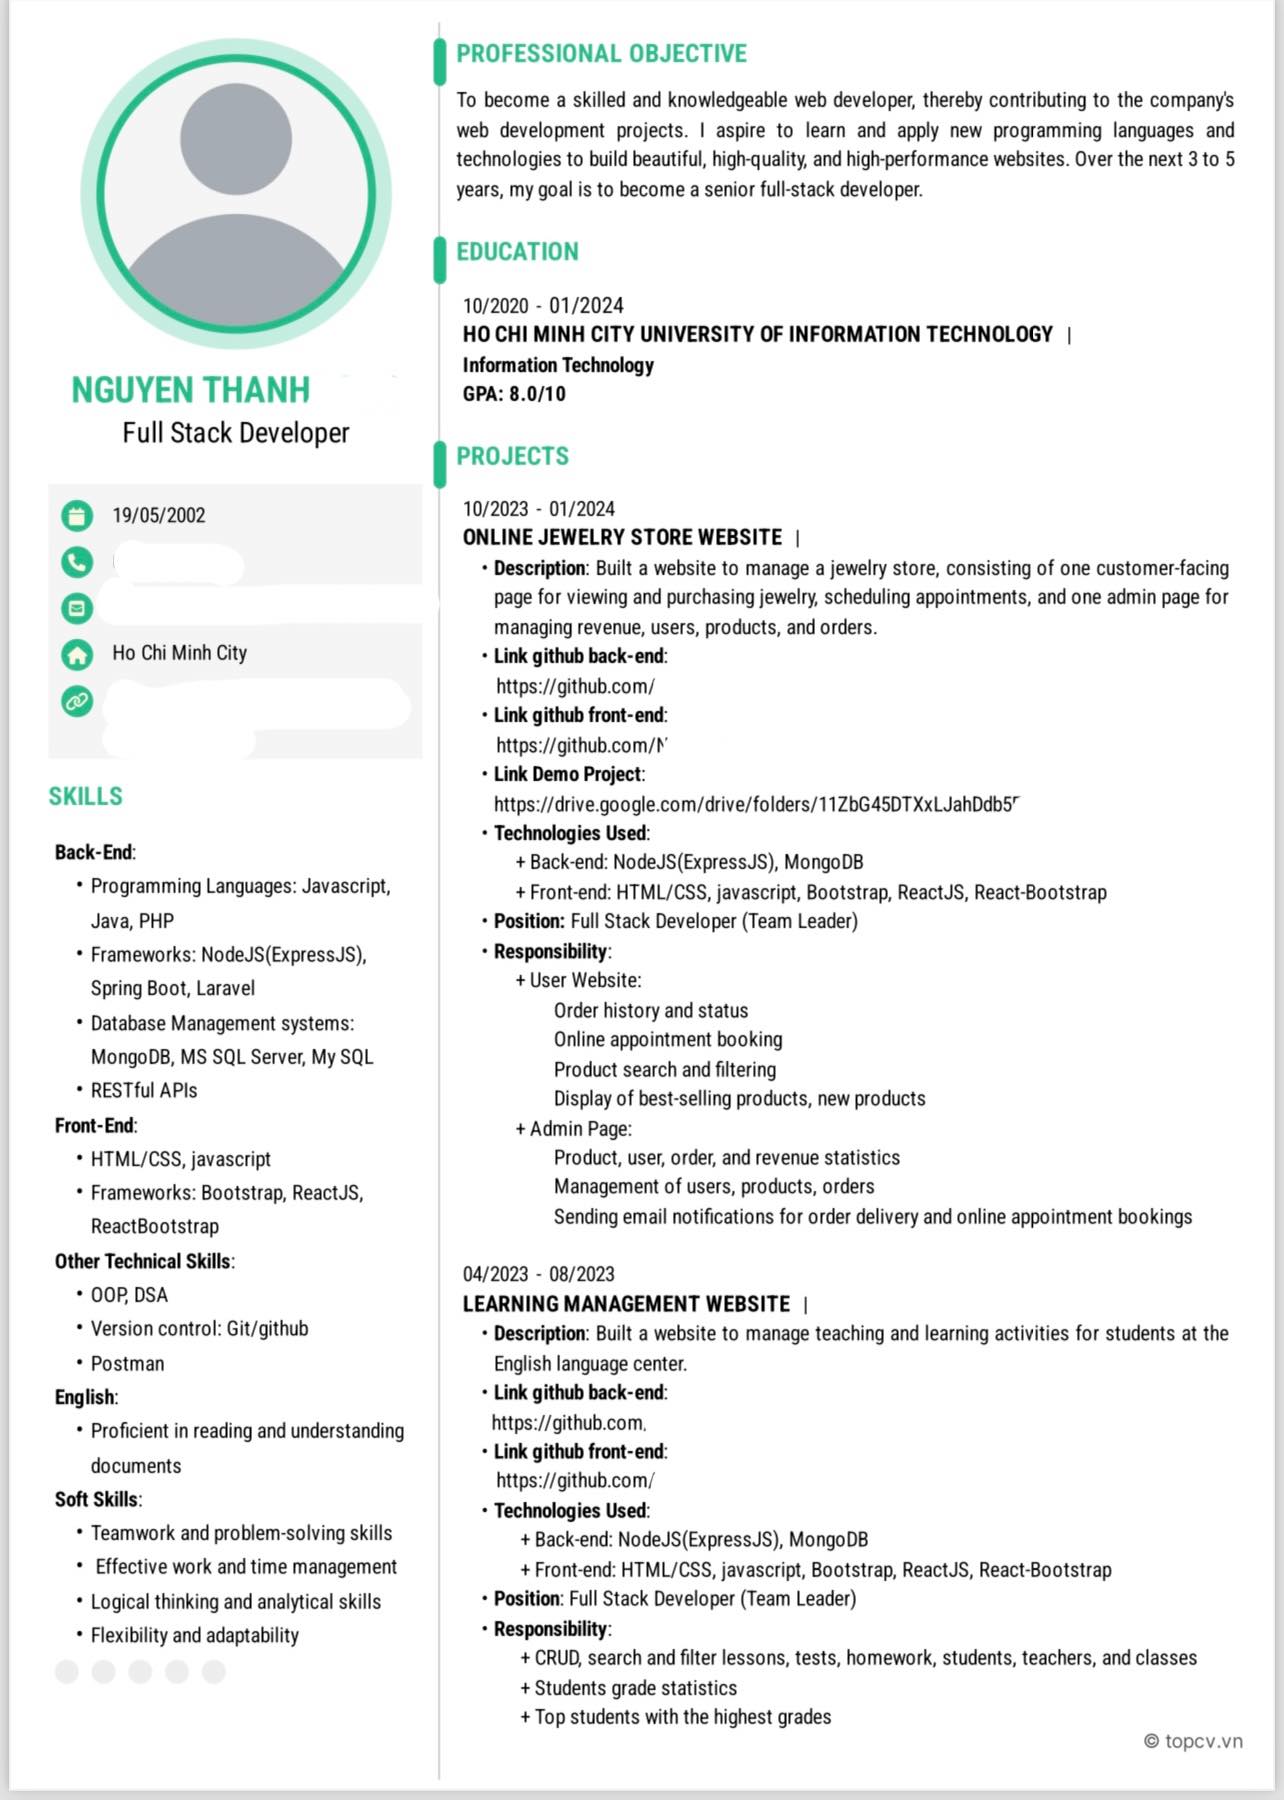 NGUYEN THANH
Full Stack Developer
19/05/2002
Ho Chi Minh City
SKILLS
Back-End:
• Programming Languages: Javascript,
Java, PHP
• Frameworks: NodeJS(ExpressJS),
Spring Boot, Laravel
• Database Management systems:
MongoDB, MS SQL Server, My SQL
• RESTful APIs
Front-End:
• HTML/CSS, javascript
• Frameworks: Bootstrap, ReactJS,
ReactBootstrap
Other Technical Skills:
• OOP, DSA
• Version control: Git/github
• Postman
English:
• Proficient in reading and understanding
documents
Soft Skills:
• Teamwork and problem-solving skills
• Effective work and time management
• Logical thinking and analytical skills
• Flexibility and adaptability
PROFESSIONAL OBJECTIVE
To become a skilled and knowledgeable web developer, thereby contributing to the company's
web development projects. I aspire to learn and apply new programming languages and
technologies to build beautiful, high-quality, and high-performance websites. Over the next 3 to 5
years, my goal is to become a senior full-stack developer.
EDUCATION
10/2020 - 01/2024
HO CHI MINH CITY UNIVERSITY OF INFORMATION TECHNOLOGY |
Information Technology
GPA: 8.0/10
PROJECTS
10/2023 - 01/2024
ONLINE JEWELRY STORE WEBSITE |
• Description: Built a website to manage a jewelry store, consisting of one customer-facing
page for viewing and purchasing jewelry, scheduling appointments, and one admin page for
managing revenue, users, products, and orders.
• Link github back-end:
https://github.com/
• Link github front-end:
https://github.com/
• Link Demo Project:
https://drive.google.com/drive/folders/11ZbG45DTXxLJahDdb5
• Technologies Used:
+ Back-end: NodeJS(ExpressJS), MongoDB
+ Front-end: HTML/CSS, javascript, Bootstrap, ReactJS, React-Bootstrap
• Position: Full Stack Developer (Team Leader)
• Responsibility:
+ User Website:
Order history and status
Online appointment booking
Product search and filtering
Display of best-selling products, new products
+ Admin Page:
Product, user, order, and revenue statistics
Management of users, products, orders
Sending email notifications for order delivery and online appointment bookings
04/2023 - 08/2023
LEARNING MANAGEMENT WEBSITE |
• Description: Built a website to manage teaching and learning activities for students at the
English language center.
• Link github back-end:
https://github.com
• Link github front-end:
https://github.com/
• Technologies Used:
+ Back-end: NodeJS(ExpressJS), MongoDB
+ Front-end: HTML/CSS, javascript, Bootstrap, ReactJS, React-Bootstrap
• Position: Full Stack Developer (Team Leader)
• Responsibility:
+ CRUD, search and filter lessons, tests, homework, students, teachers, and classes
+ Students grade statistics
+ Top students with the highest grades
© topcv.vn